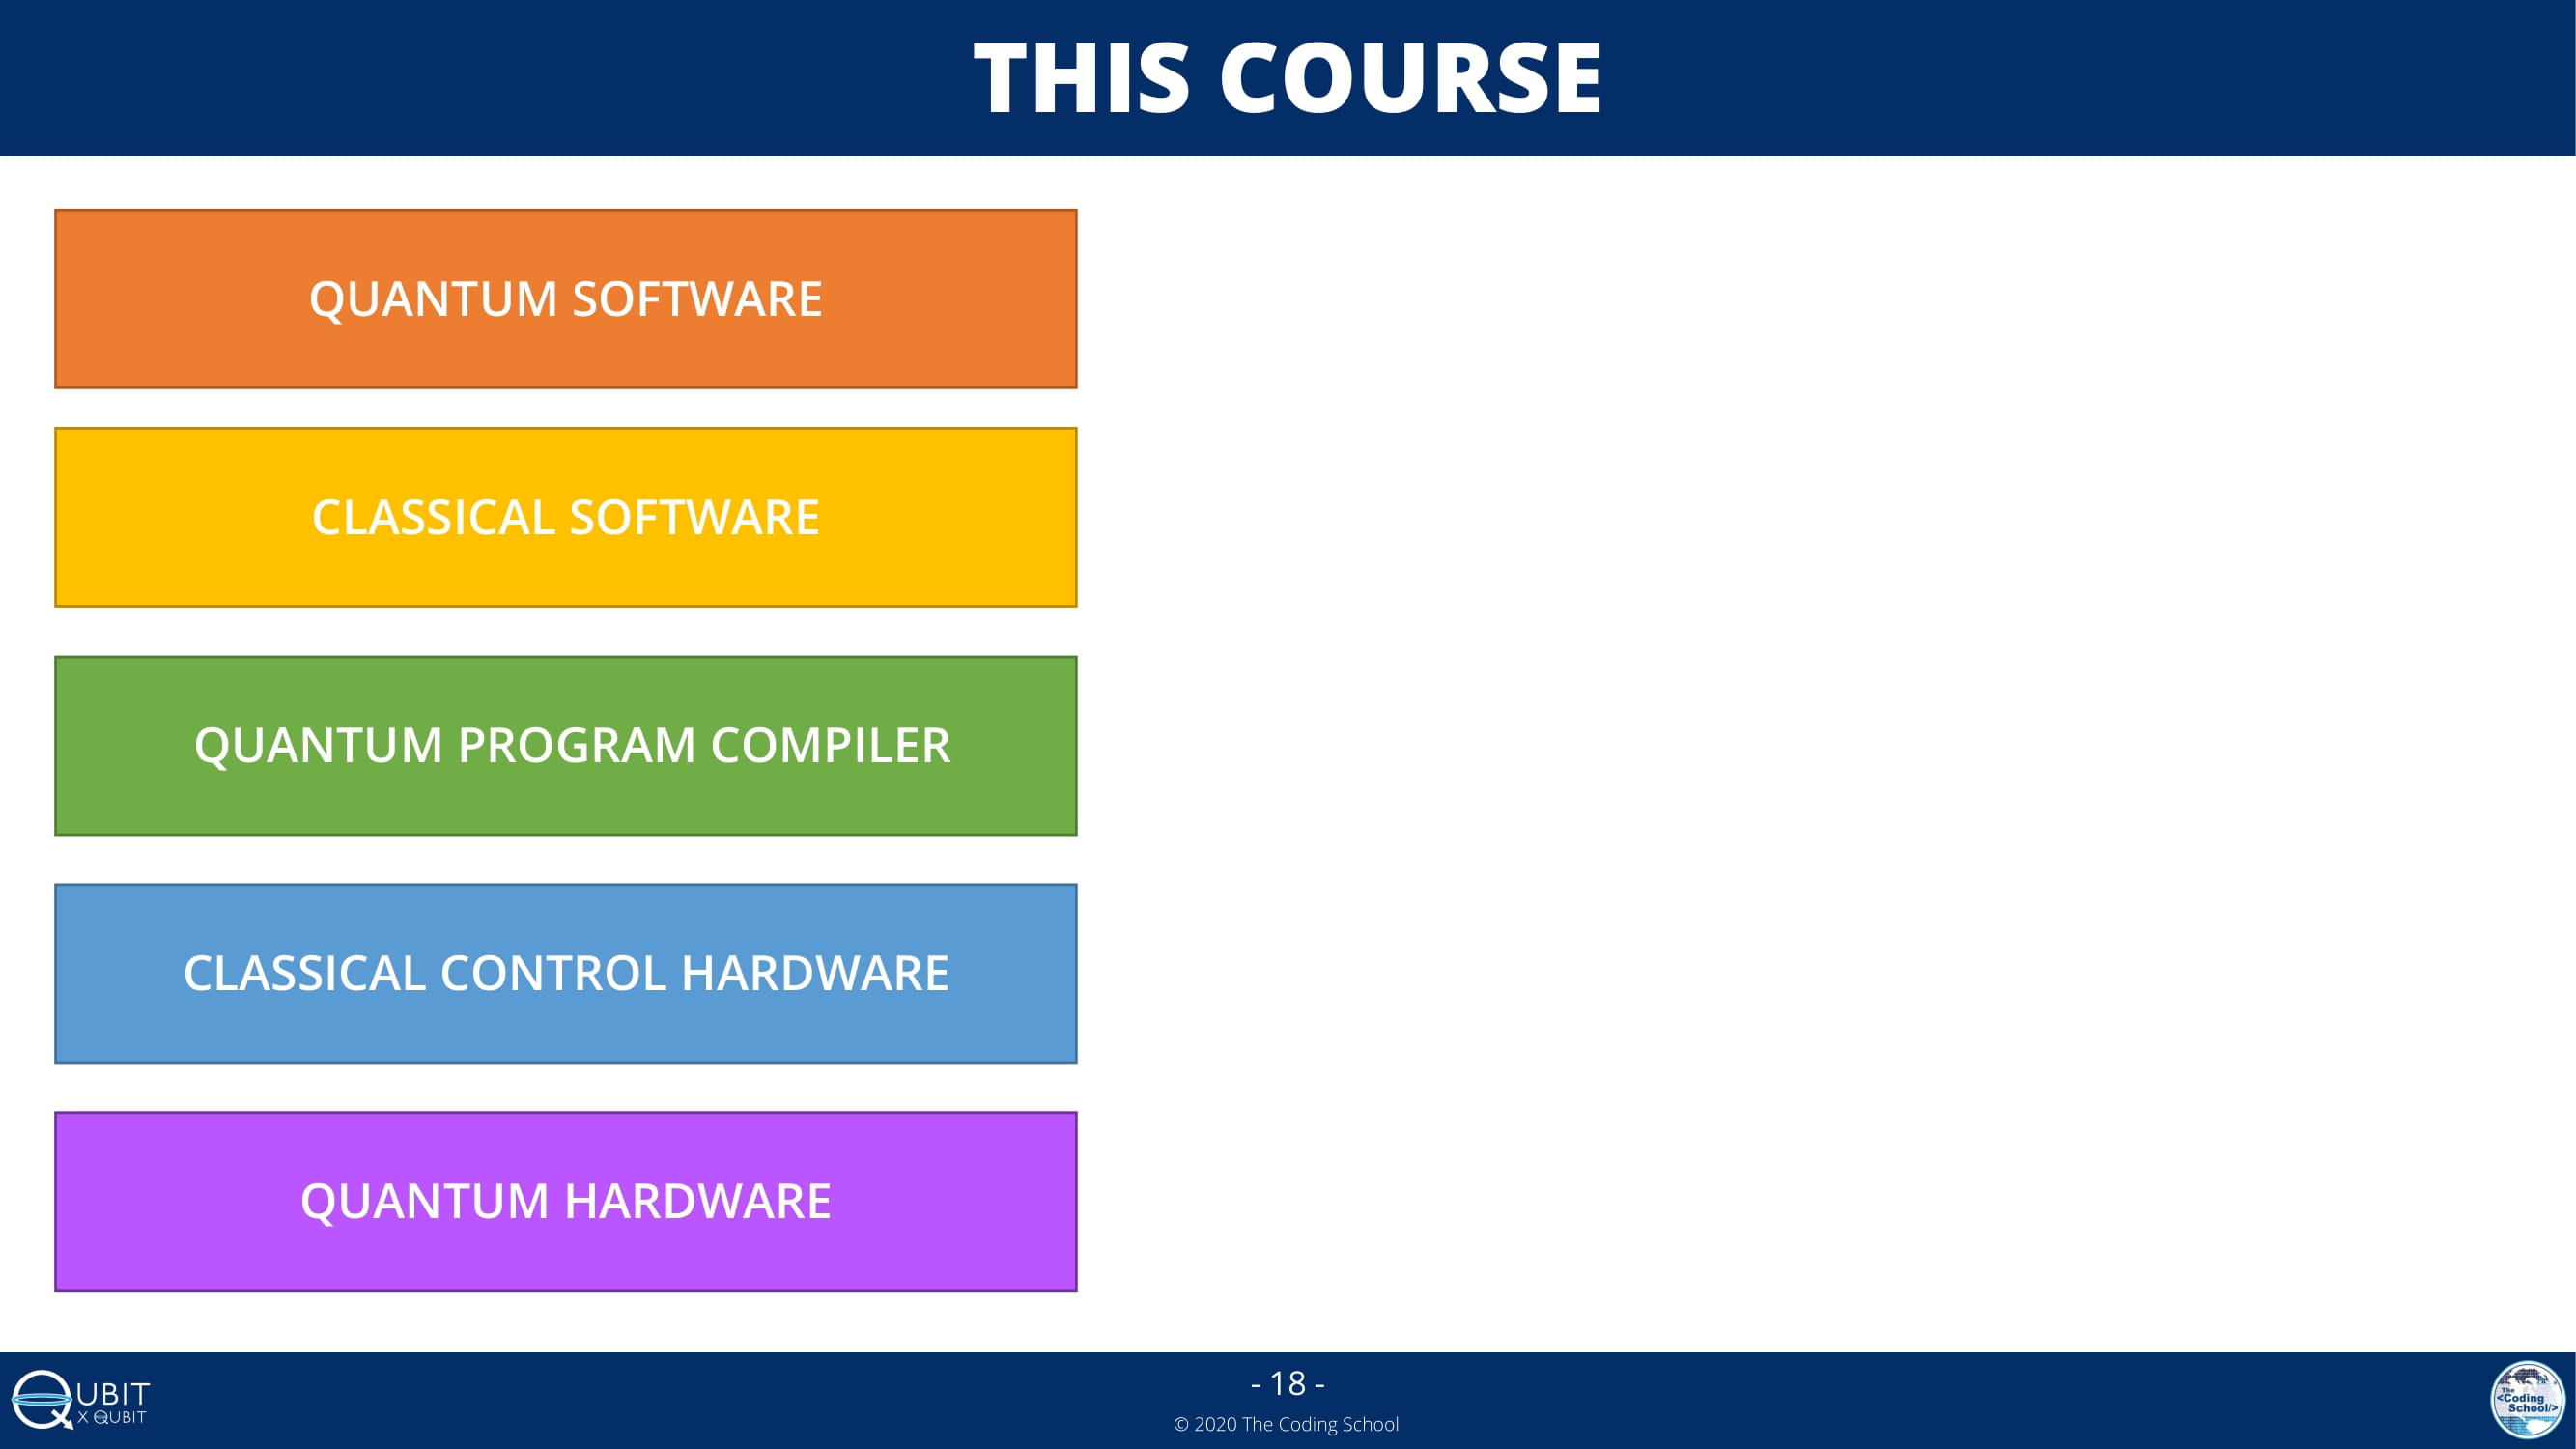 THIS COURSE
QUANTUM SOFTWARE
CLASSICAL SOFTWARE
QUANTUM PROGRAM COMPILER
CLASSICAL CONTROL HARDWARE
QUANTUM HARDWARE
QUBIT
X QUBIT
- 18 -
© 2020 The Coding School
The
<Coding
School/>